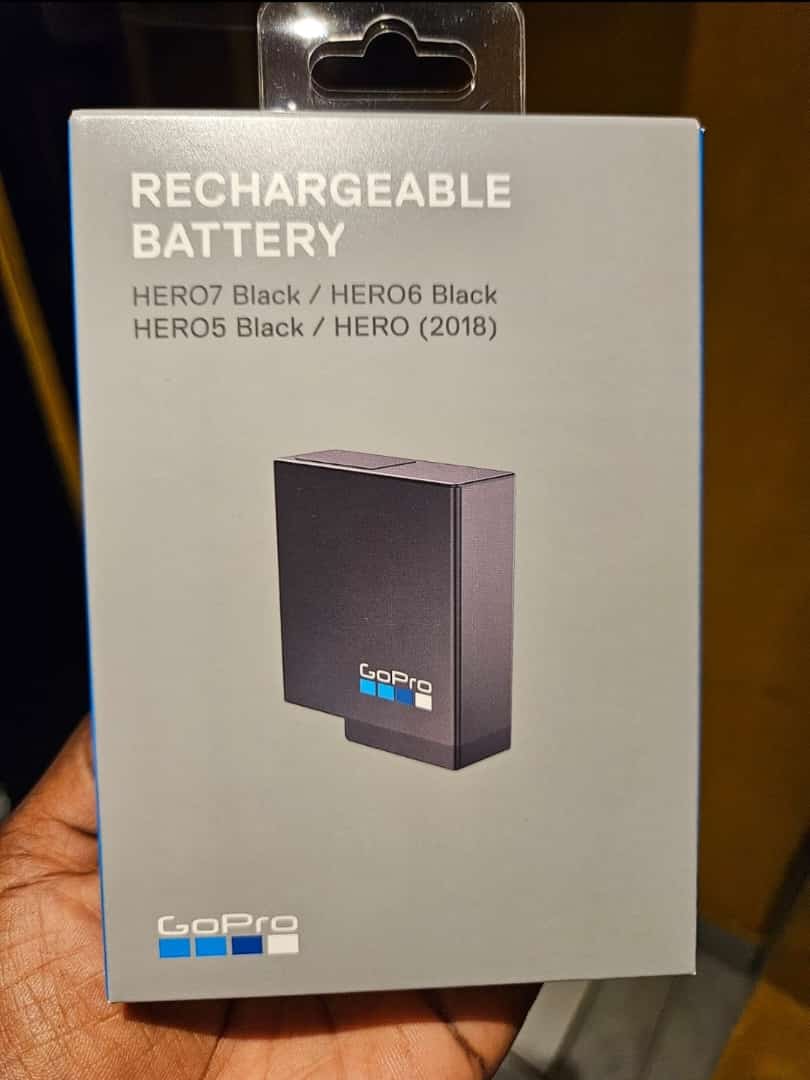 RECHARGEABLE
BATTERY
HERO7 Black / HERO6 Black
HERO5 Black / HERO (2018)
GoPro
GoPro